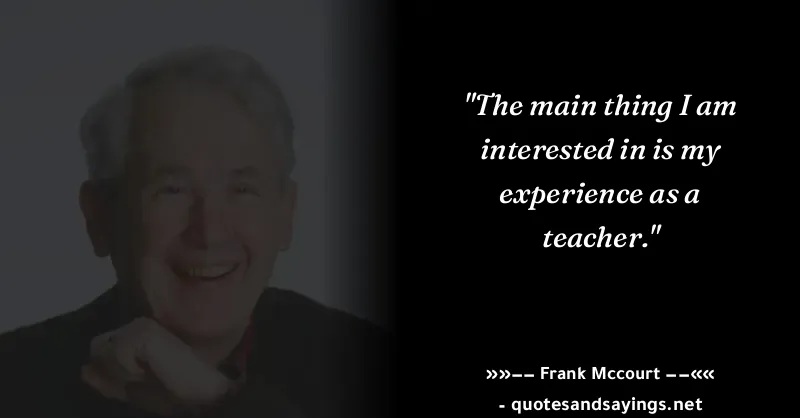 "The main thing I am
interested in is my
experience as a
teacher."
»»−− Frank Mccourt −−««
- quotesandsayings.net